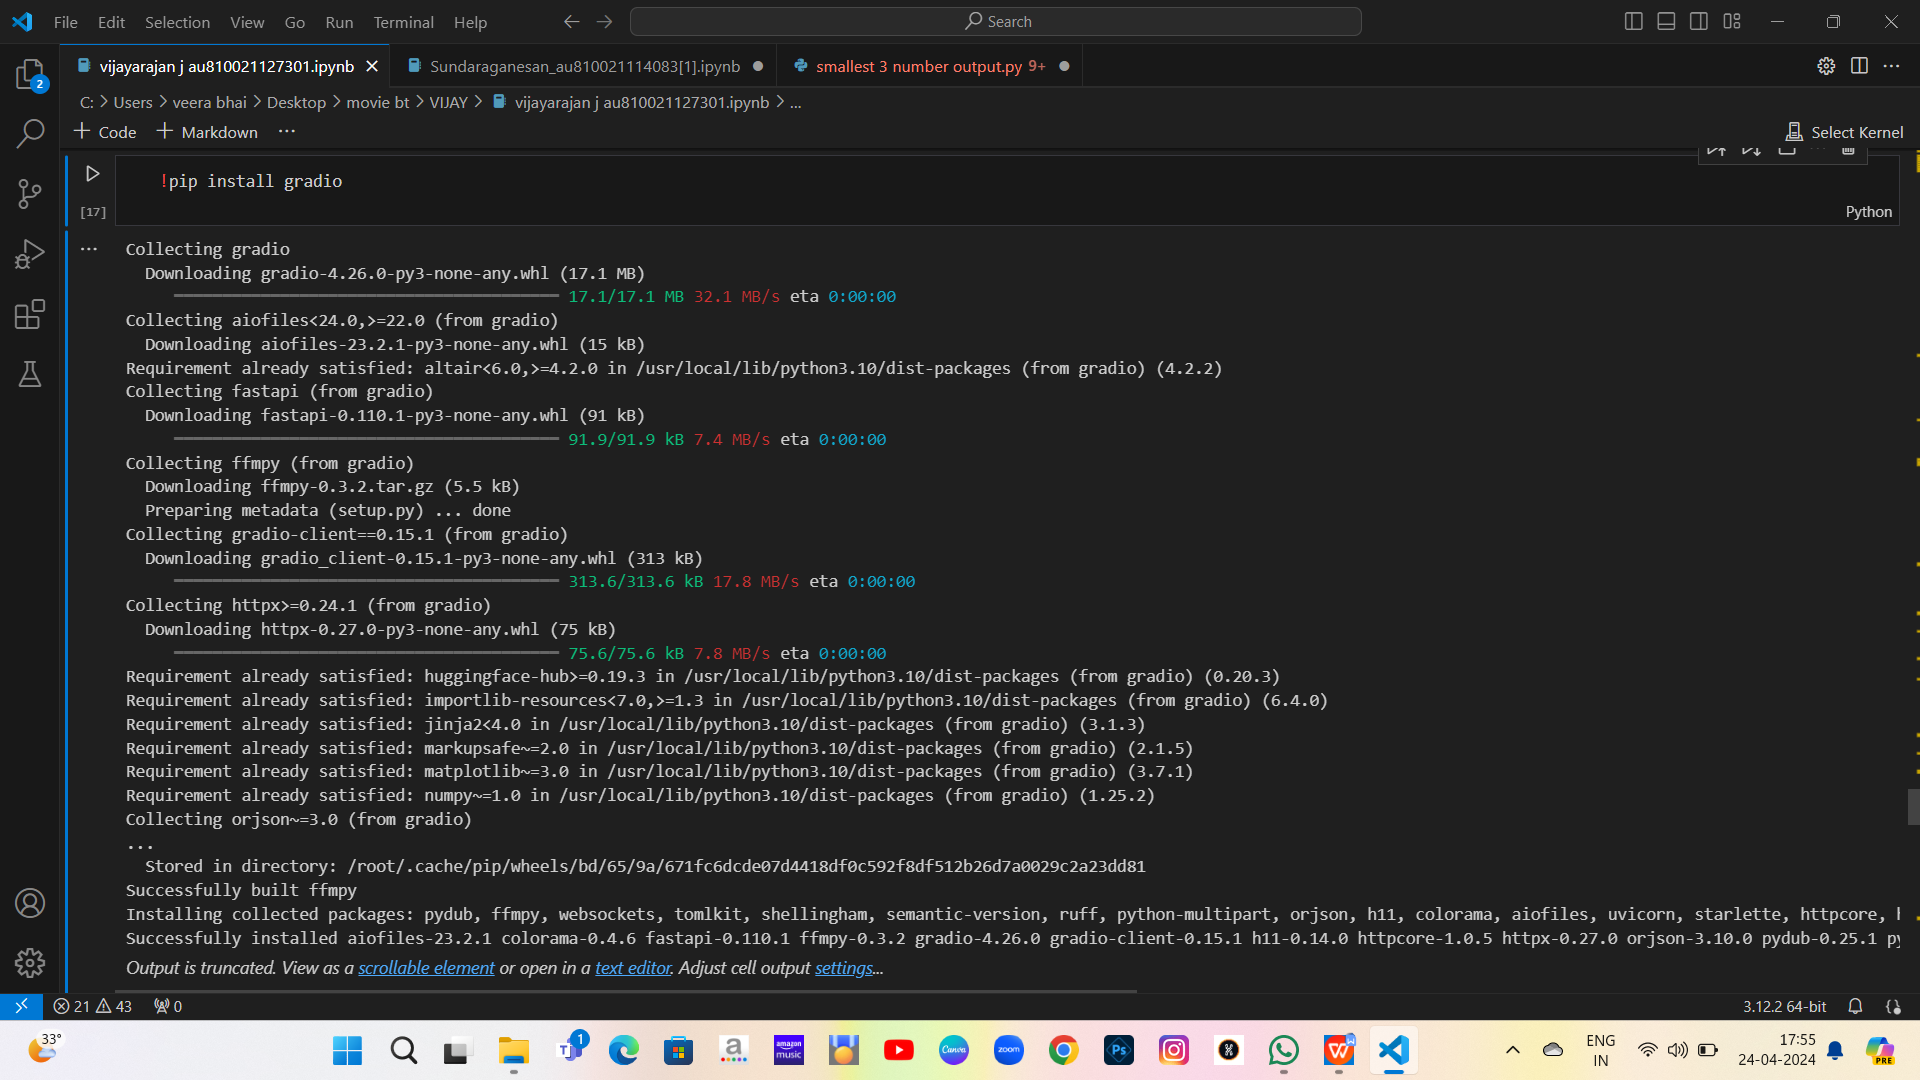 File Edit Selection View Go Run Terminal Help Search
vijayarajan j au810021127301.ipynb Sundaraganesan_au810021114083[1].ipynb smallest 3 number output.py 9+
2
C: > Users > veera bhai > Desktop > movie bt > VIJAY > vijayarajan j au810021127301.ipynb > ...
+ Code + Markdown ... Select Kernel
!pip install gradio
[17]
Python
Collecting gradio
Downloading gradio-4.26.0-py3-none-any.whl (17.1 MB)
17.1/17.1 MB 32.1 MB/s eta 0:00:00
Collecting aiofiles<24.0,>=22.0 (from gradio)
Downloading aiofiles-23.2.1-py3-none-any.whl (15 kB)
Requirement already satisfied: altair<6.0,>=4.2.0 in /usr/local/lib/python3.10/dist-packages (from gradio) (4.2.2)
Collecting fastapi (from gradio)
Downloading fastapi-0.110.1-py3-none-any.whl (91 kB)
91.9/91.9 kB 7.4 MB/s eta 0:00:00
Collecting ffmpy (from gradio)
Downloading ffmpy-0.3.2.tar.gz (5.5 kB)
Preparing metadata (setup.py) ... done
Collecting gradio-client==0.15.1 (from gradio)
Downloading gradio_client-0.15.1-py3-none-any.whl (313 kB)
313.6/313.6 kB 17.8 MB/s eta 0:00:00
Collecting httpx>=0.24.1 (from gradio)
Downloading httpx-0.27.0-py3-none-any.whl (75 kB)
75.6/75.6 kB 7.8 MB/s eta 0:00:00
Requirement already satisfied: huggingface-hub>=0.19.3 in /usr/local/lib/python3.10/dist-packages (from gradio) (0.20.3)
Requirement already satisfied: importlib-resources<7.0,>=1.3 in /usr/local/lib/python3.10/dist-packages (from gradio) (6.4.0)
Requirement already satisfied: jinja2<4.0 in /usr/local/lib/python3.10/dist-packages (from gradio) (3.1.3)
Requirement already satisfied: markupsafe~=2.0 in /usr/local/lib/python3.10/dist-packages (from gradio) (2.1.5)
Requirement already satisfied: matplotlib~=3.0 in /usr/local/lib/python3.10/dist-packages (from gradio) (3.7.1)
Requirement already satisfied: numpy~=1.0 in /usr/local/lib/python3.10/dist-packages (from gradio) (1.25.2)
Collecting orjson~=3.0 (from gradio)
...
Stored in directory: /root/.cache/pip/wheels/bd/65/9a/671fc6dcde07d4418df0c592f8df512b26d7a0029c2a23dd81
Successfully built ffmpy
Installing collected packages: pydub, ffmpy, websockets, tomlkit, shellingham, semantic-version, ruff, python-multipart, orjson, h11, colorama, aiofiles, uvicorn, starlette, httpcore,
Successfully installed aiofiles-23.2.1 colorama-0.4.6 fastapi-0.110.1 ffmpy-0.3.2 gradio-4.26.0 gradio-client-0.15.1 h11-0.14.0 httpcore-1.0.5 httpx-0.27.0 orjson-3.10.0 pydub-0.25.1 py
Output is truncated. View as a scrollable element or open in a text editor. Adjust cell output settings...
21 43 0 3.12.2 64-bit
33° 1 amazon music Canva zoom Ps ENG IN 17:55 24-04-2024 PRE